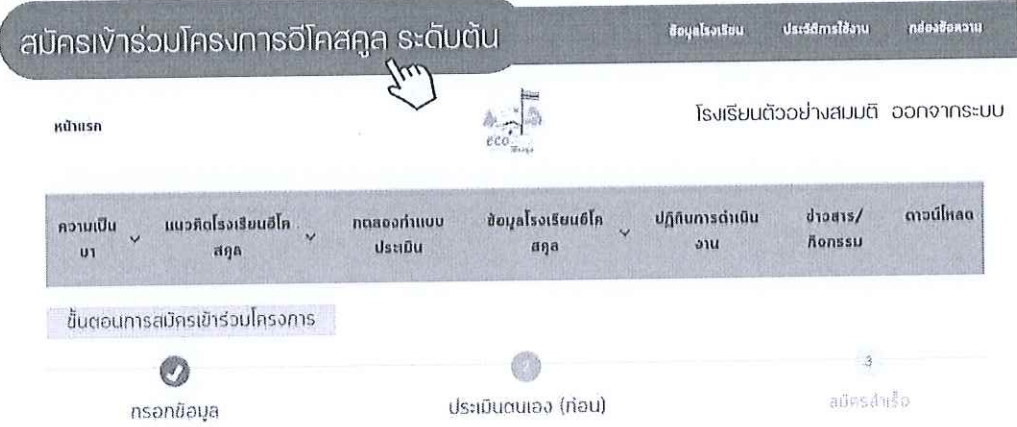 สมัครเข้าร่วมโครงการอีโคสคูล ระดับต้น
ข้อมูลโรงเรียน ประวัติการใช้งาน กล่องข้อความ
หน้าแรก
eco
โรงเรียนตัวอย่างสมมติ ออกจากระบบ
ความเป็น
มา
แนวคิดโรงเรียนอีโค
สคูล
ทดลองทำแบบ
ประเมิน
ข้อมูลโรงเรียนอีโค
สคูล
ปฏิทินการดำเนิน
งาน
ข่าวสาร/
กิจกรรม
ดาวน์โหลด
ขั้นตอนการสมัครเข้าร่วมโครงการ
กรอกข้อมูล
ประเมินตนเอง (ก่อน)
3
สมัครสำเร็จ